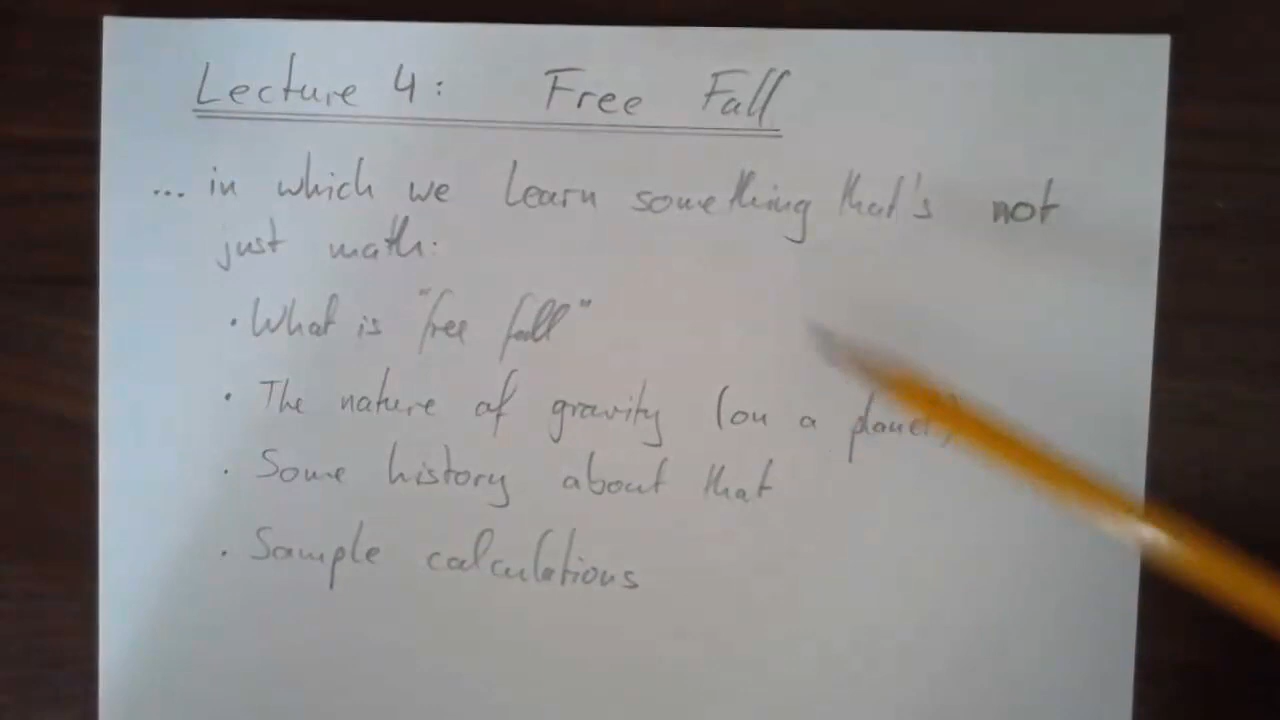 Lecture 4: Free Fall
... in which we learn something that's not
just math:
• What is "free fall"
• The nature of gravity (on a planet)
• Some history about that
• Sample calculations